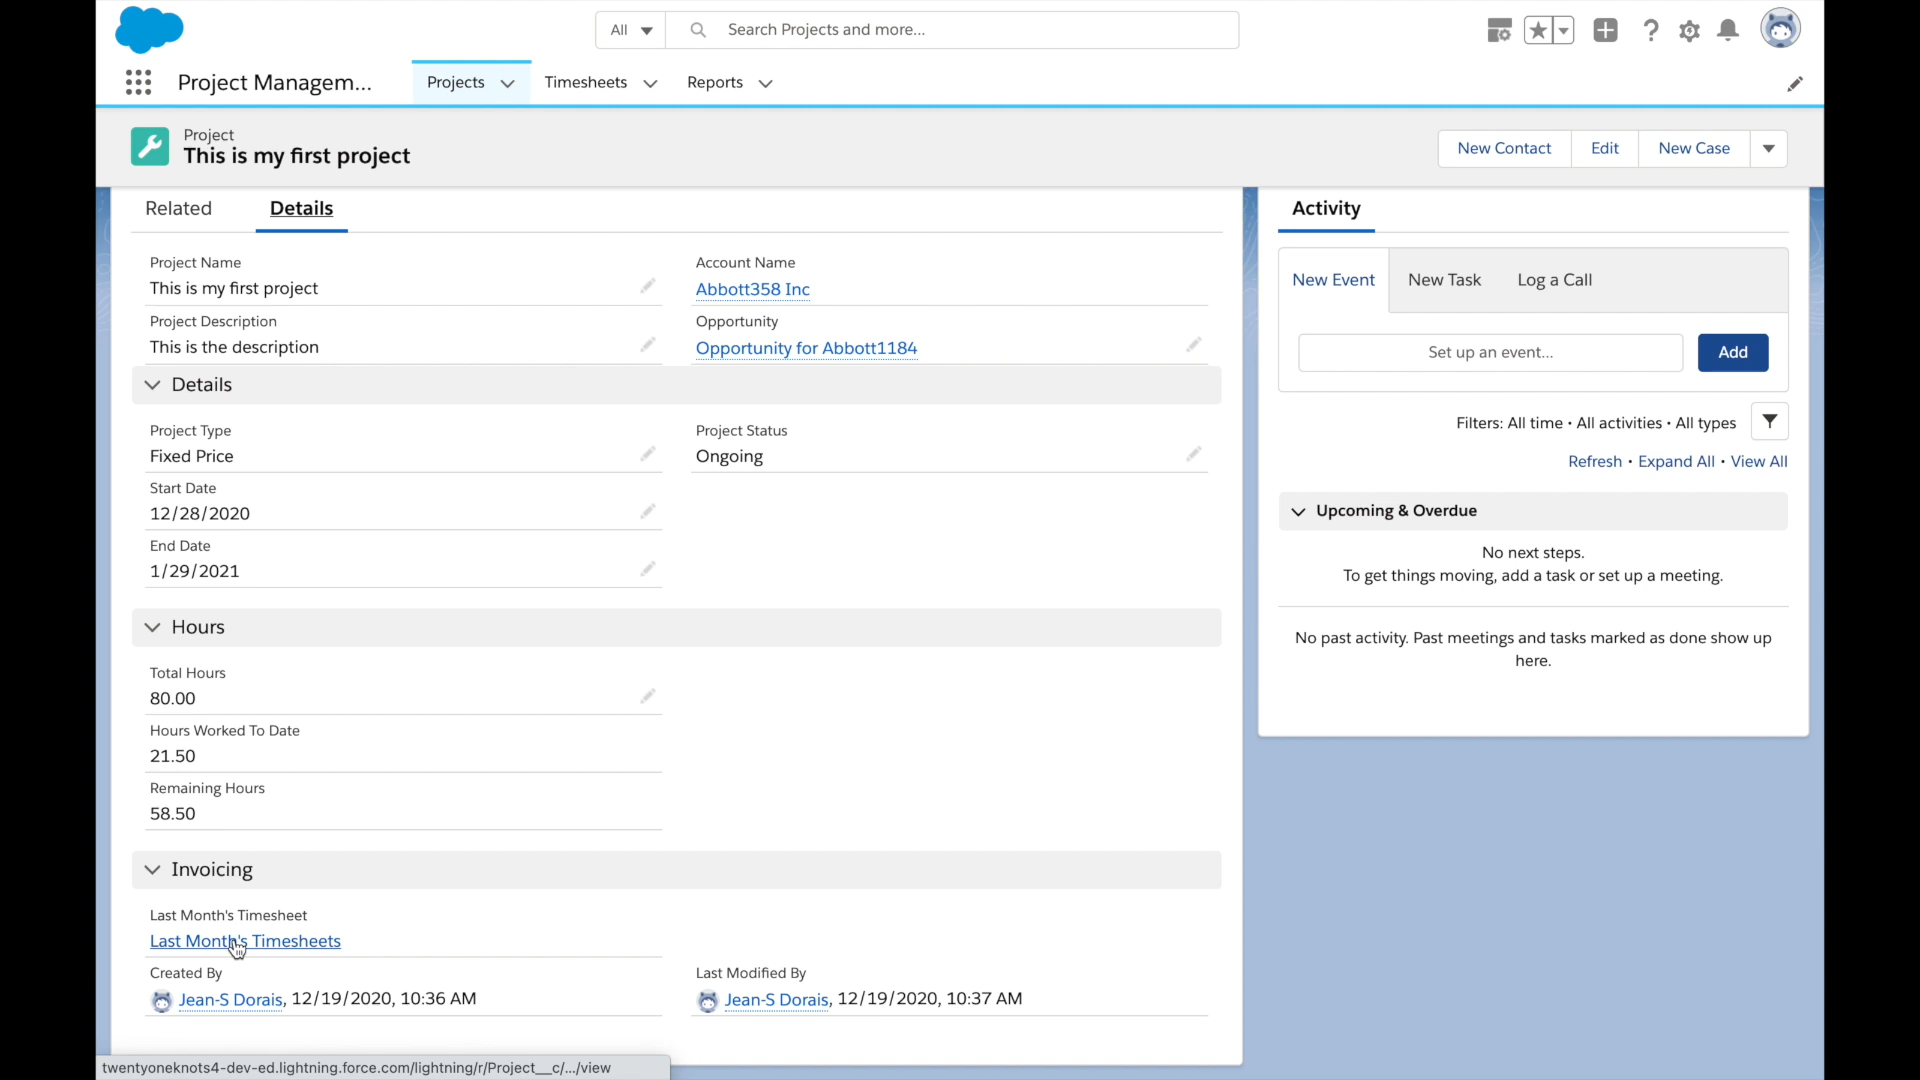 All
Search Projects and more...
Project Managem...
Projects
Timesheets
Reports
Project
This is my first project
New Contact
Edit
New Case
Related
Details
Project Name
This is my first project
Account Name
Abbott358 Inc
Project Description
This is the description
Opportunity
Opportunity for Abbott1184
Details
Project Type
Fixed Price
Project Status
Ongoing
Start Date
12/28/2020
End Date
1/29/2021
Hours
Total Hours
80.00
Hours Worked To Date
21.50
Remaining Hours
58.50
Invoicing
Last Month's Timesheet
Last Month's Timesheets
Created By
Jean-S Dorais, 12/19/2020, 10:36 AM
Last Modified By
Jean-S Dorais, 12/19/2020, 10:37 AM
Activity
New Event
New Task
Log a Call
Set up an event...
Add
Filters: All time • All activities • All types
Refresh • Expand All • View All
Upcoming & Overdue
No next steps.
To get things moving, add a task or set up a meeting.
No past activity. Past meetings and tasks marked as done show up
here.
twentyoneknots4-dev-ed.lightning.force.com/lightning/r/Project__c/.../view